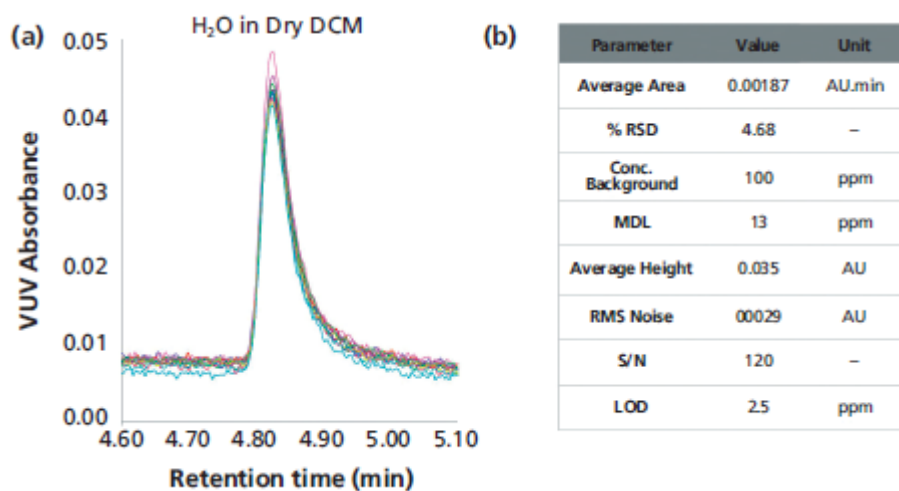 (a)
H₂O in Dry DCM
0.05
0.04
0.03
0.02
0.01
0.00
VUV Absorbance
4.60 4.70 4.80 4.90 5.00 5.10
Retention time (min)
(b)
Parameter Value Unit
Average Area 0.00187 AU.min
% RSD 4.68 –
Conc.
Background 100 ppm
MDL 13 ppm
Average Height 0.035 AU
RMS Noise 00029 AU
S/N 120 –
LOD 2.5 ppm